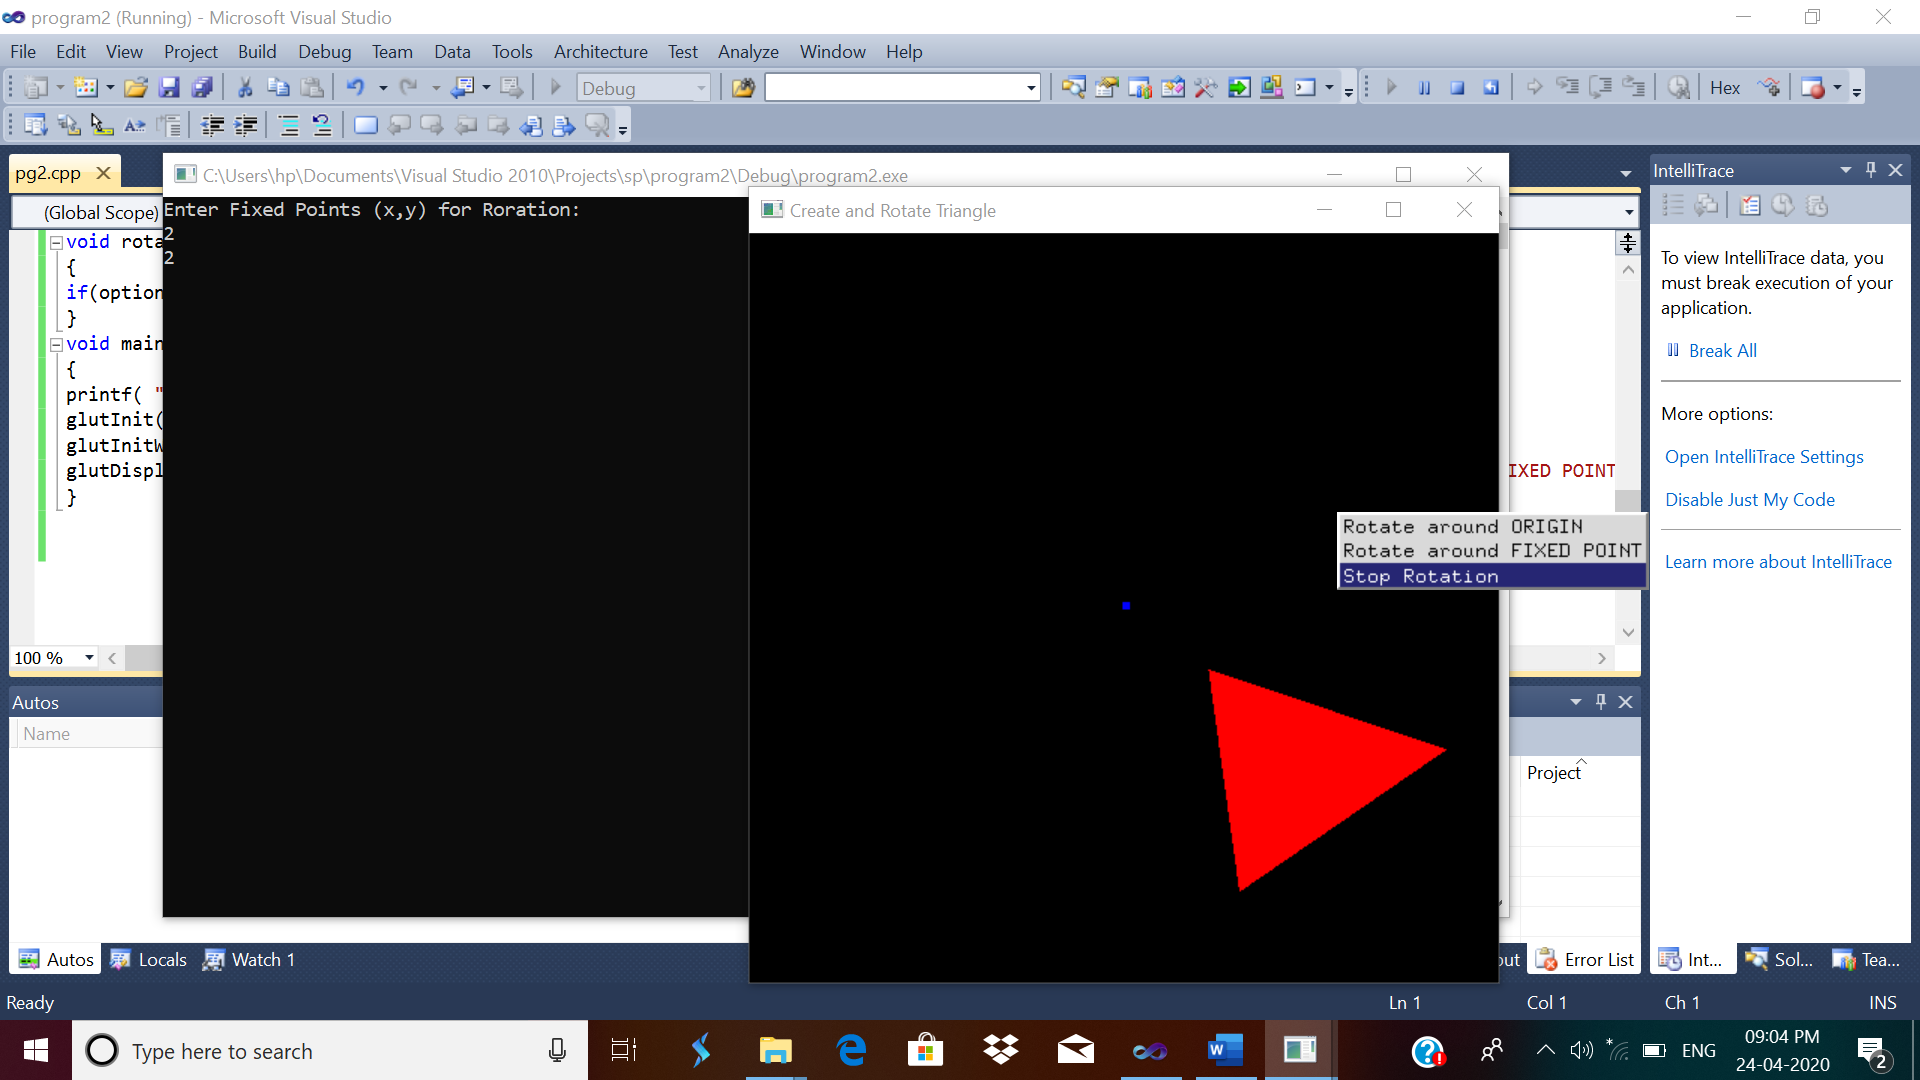 program2 (Running) - Microsoft Visual Studio
File Edit View Project Build Debug Team Data Tools Architecture Test Analyze Window Help
Debug
Hex
pg2.cpp
(Global Scope)
void rota
{
if(option
}
void main
{
printf( "
glutInit(
glutInitW
glutDispl
}
100 %
C:\Users\hp\Documents\Visual Studio 2010\Projects\sp\program2\Debug\program2.exe
Enter Fixed Points (x,y) for Roration:
2
2
Create and Rotate Triangle
Rotate around ORIGIN
Rotate around FIXED POINT
Stop Rotation
IXED POINT
IntelliTrace
To view IntelliTrace data, you
must break execution of your
application.
Break All
More options:
Open IntelliTrace Settings
Disable Just My Code
Learn more about IntelliTrace
Autos
Name
Project
Autos Locals Watch 1
out Error List Int... Sol... Tea...
Ready Ln 1 Col 1 Ch 1 INS
Type here to search
ENG
09:04 PM
24-04-2020
2